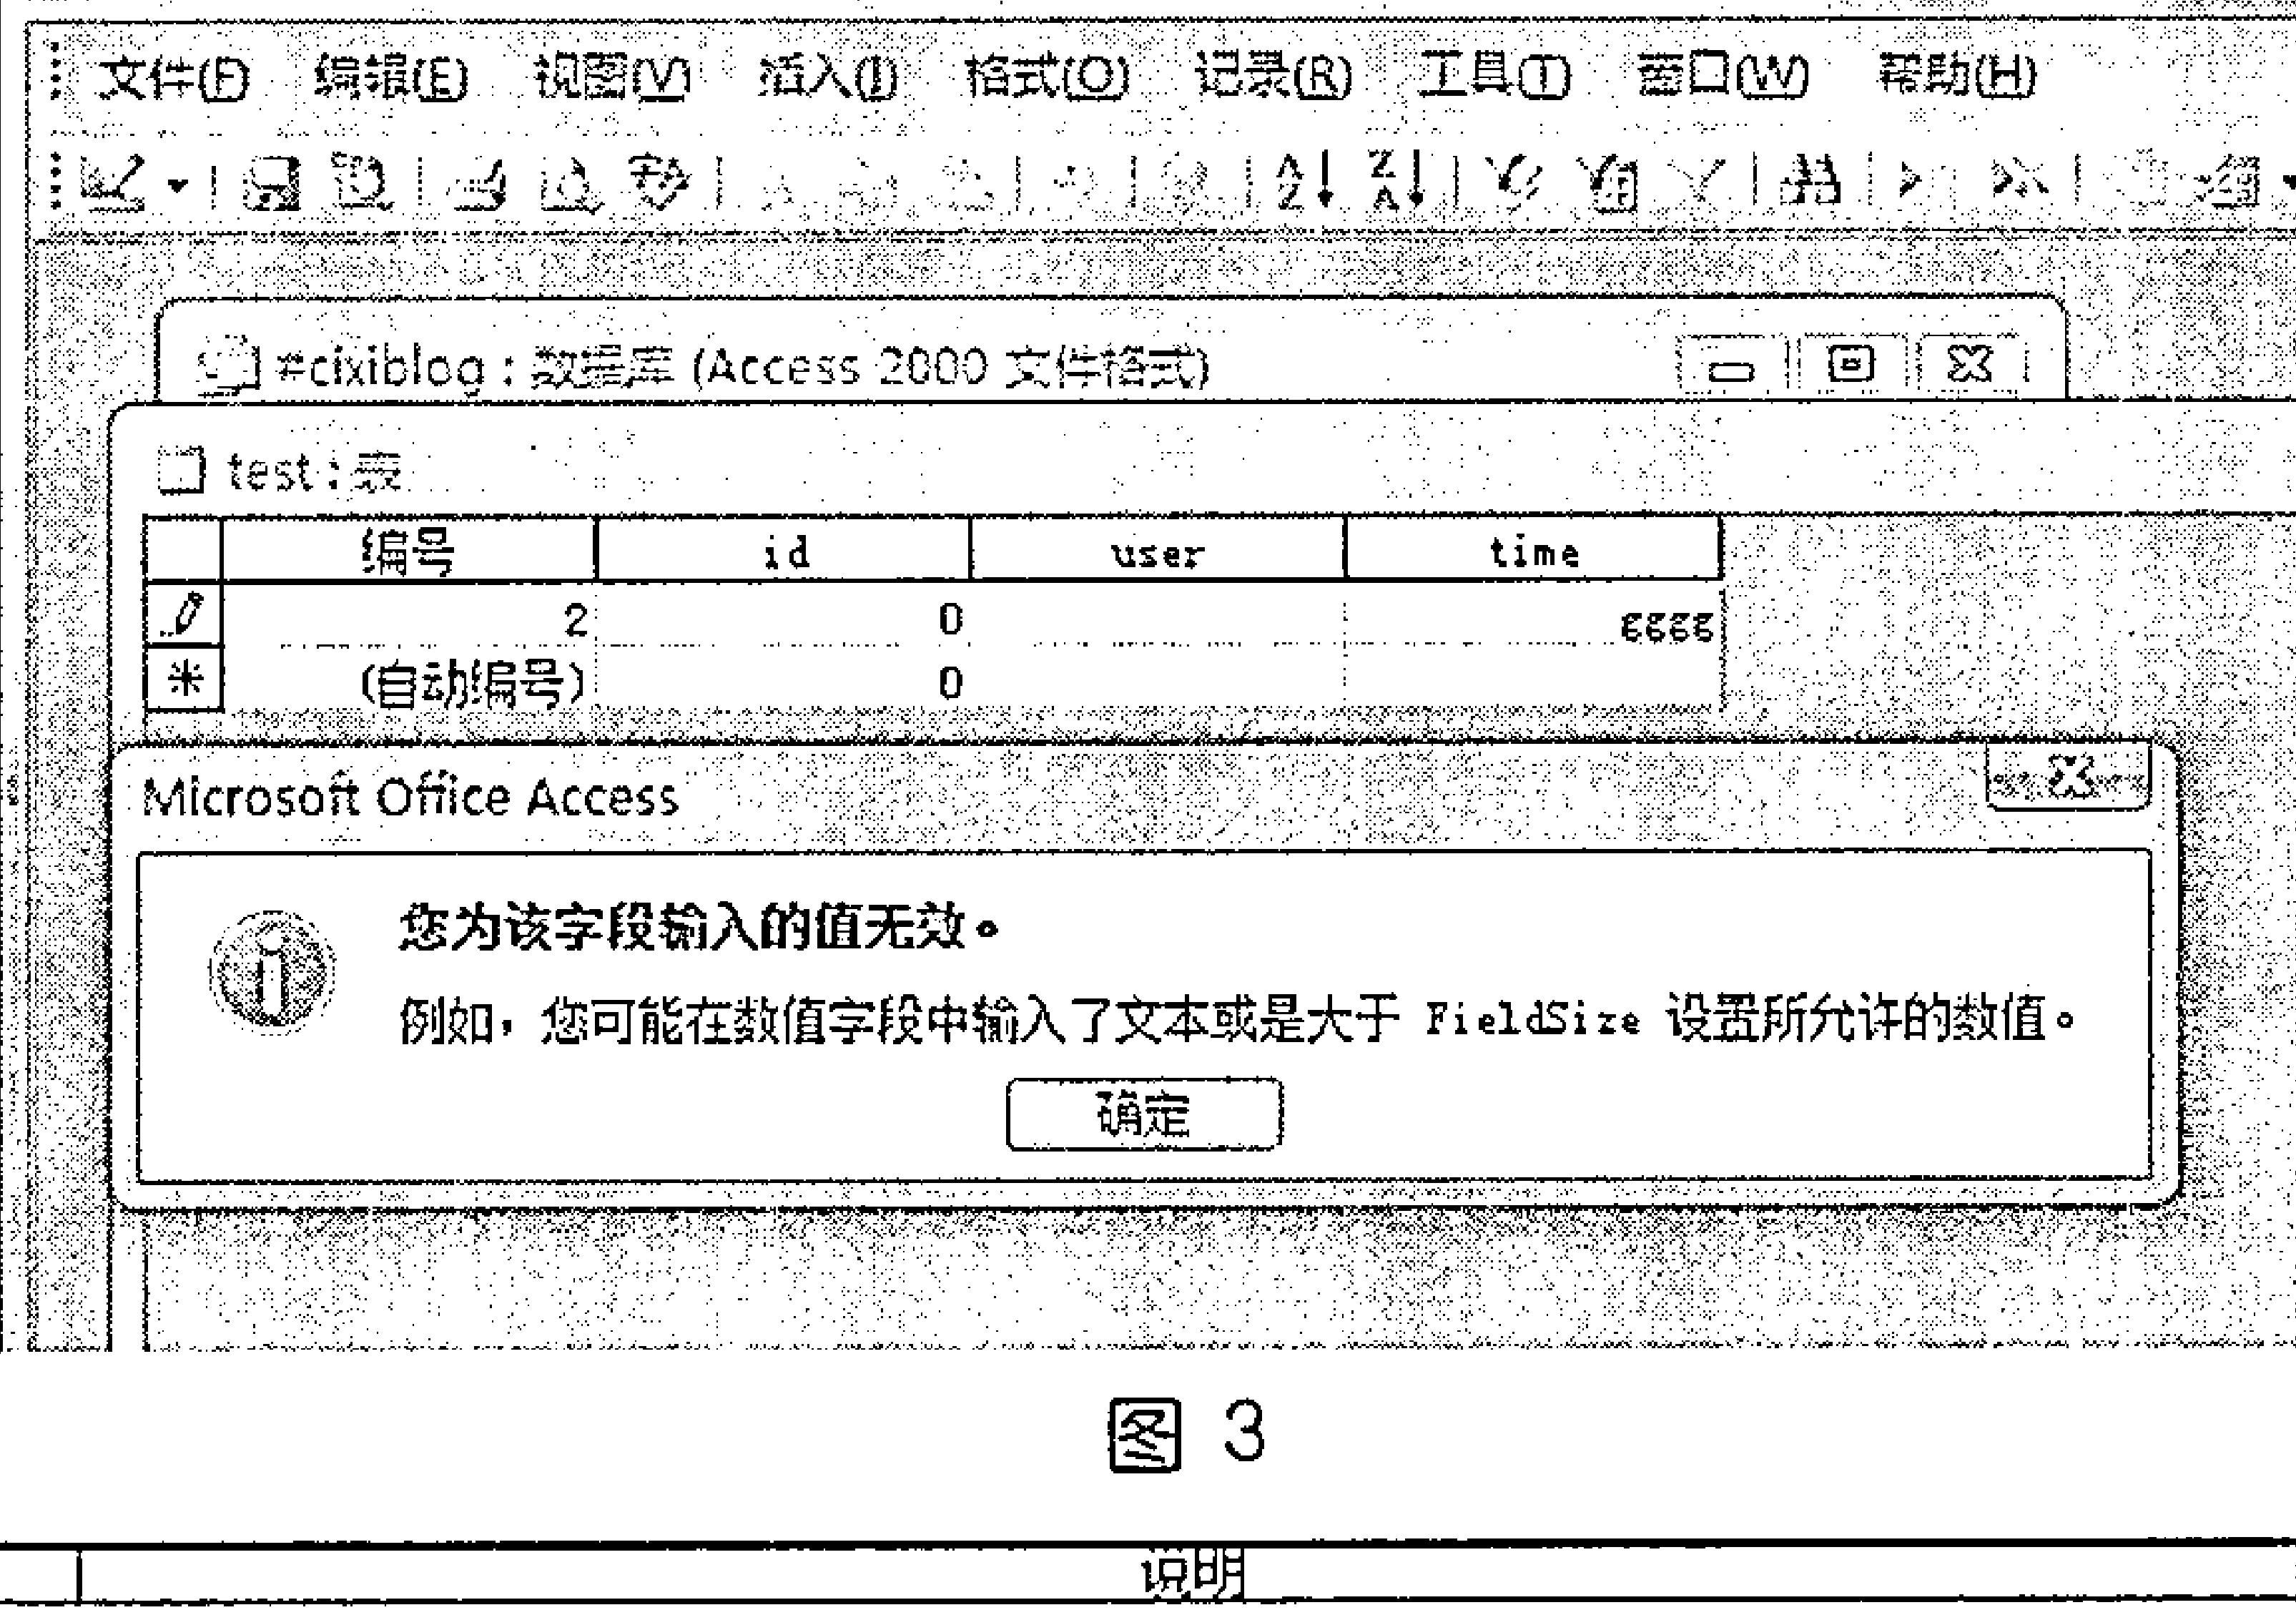 文件(F) 编辑(E) 视图(V) 插入(I) 格式(O) 记录(R) 工具(T) 窗口(W) 帮助(H)
#cixiblog : 数据库 (Access 2000 文件格式)
test : 表
编号 id user time
2 0 gggg
(自动编号) 0
Microsoft Office Access
您为该字段输入的值无效。
例如，您可能在数值字段中输入了文本或是大于 FieldSize 设置所允许的数值。
确定
图 3
说明